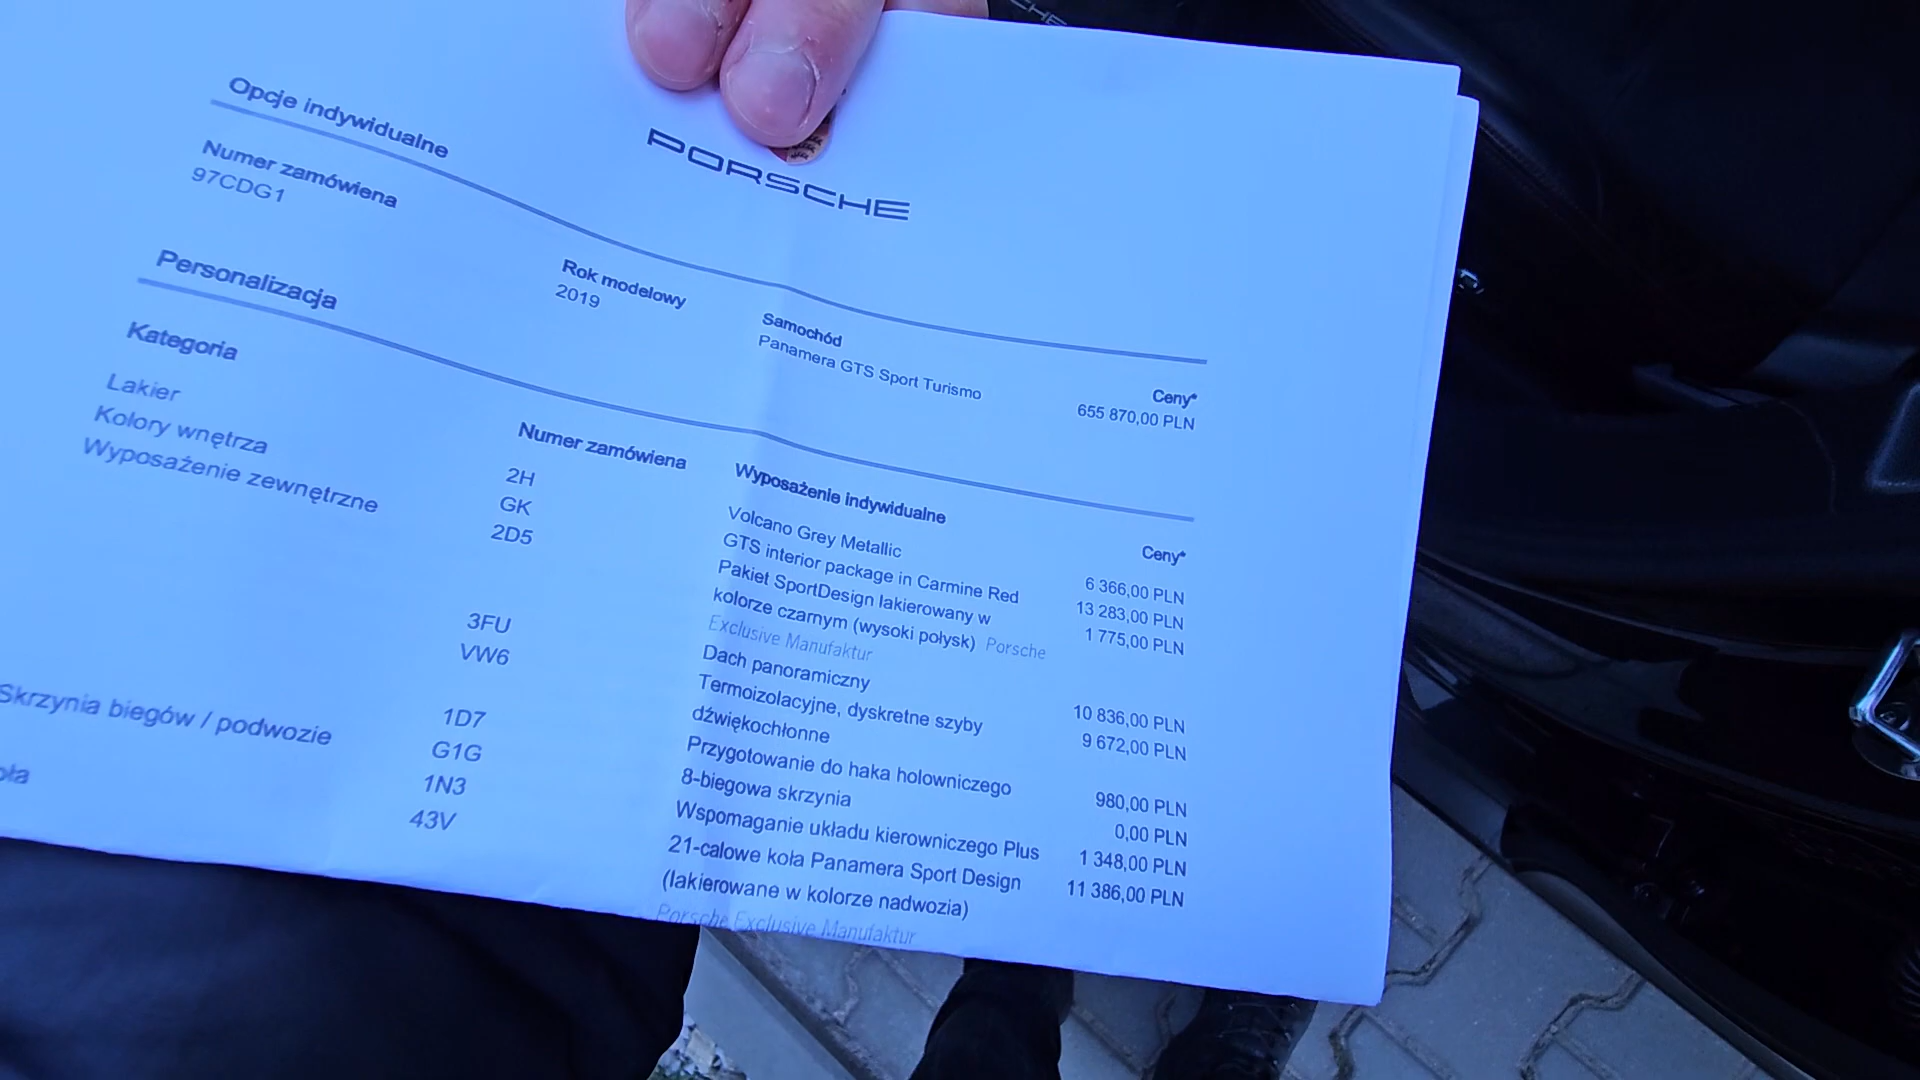 PORSCHE
Opcje indywidualne
Numer zamówiena Rok modelowy Samochód Ceny*
97CDG1 2019 Panamera GTS Sport Turismo 655 870,00 PLN
Personalizacja
Kategoria Numer zamówiena Wyposażenie indywidualne Ceny*
Lakier 2H Volcano Grey Metallic 6 366,00 PLN
Kolory wnętrza GK GTS interior package in Carmine Red 13 283,00 PLN
Wyposażenie zewnętrzne 2D5 Pakiet SportDesign lakierowany w 1 775,00 PLN
kolorze czarnym (wysoki połysk) Porsche
Exclusive Manufaktur
3FU Dach panoramiczny 10 836,00 PLN
VW6 Termoizolacyjne, dyskretne szyby 9 672,00 PLN
dźwiękochłonne
1D7 Przygotowanie do haka holowniczego 980,00 PLN
Skrzynia biegów / podwozie G1G 8-biegowa skrzynia 0,00 PLN
1N3 Wspomaganie układu kierowniczego Plus 1 348,00 PLN
43V 21-calowe koła Panamera Sport Design 11 386,00 PLN
(lakierowane w kolorze nadwozia)
Porsche Exclusive Manufaktur